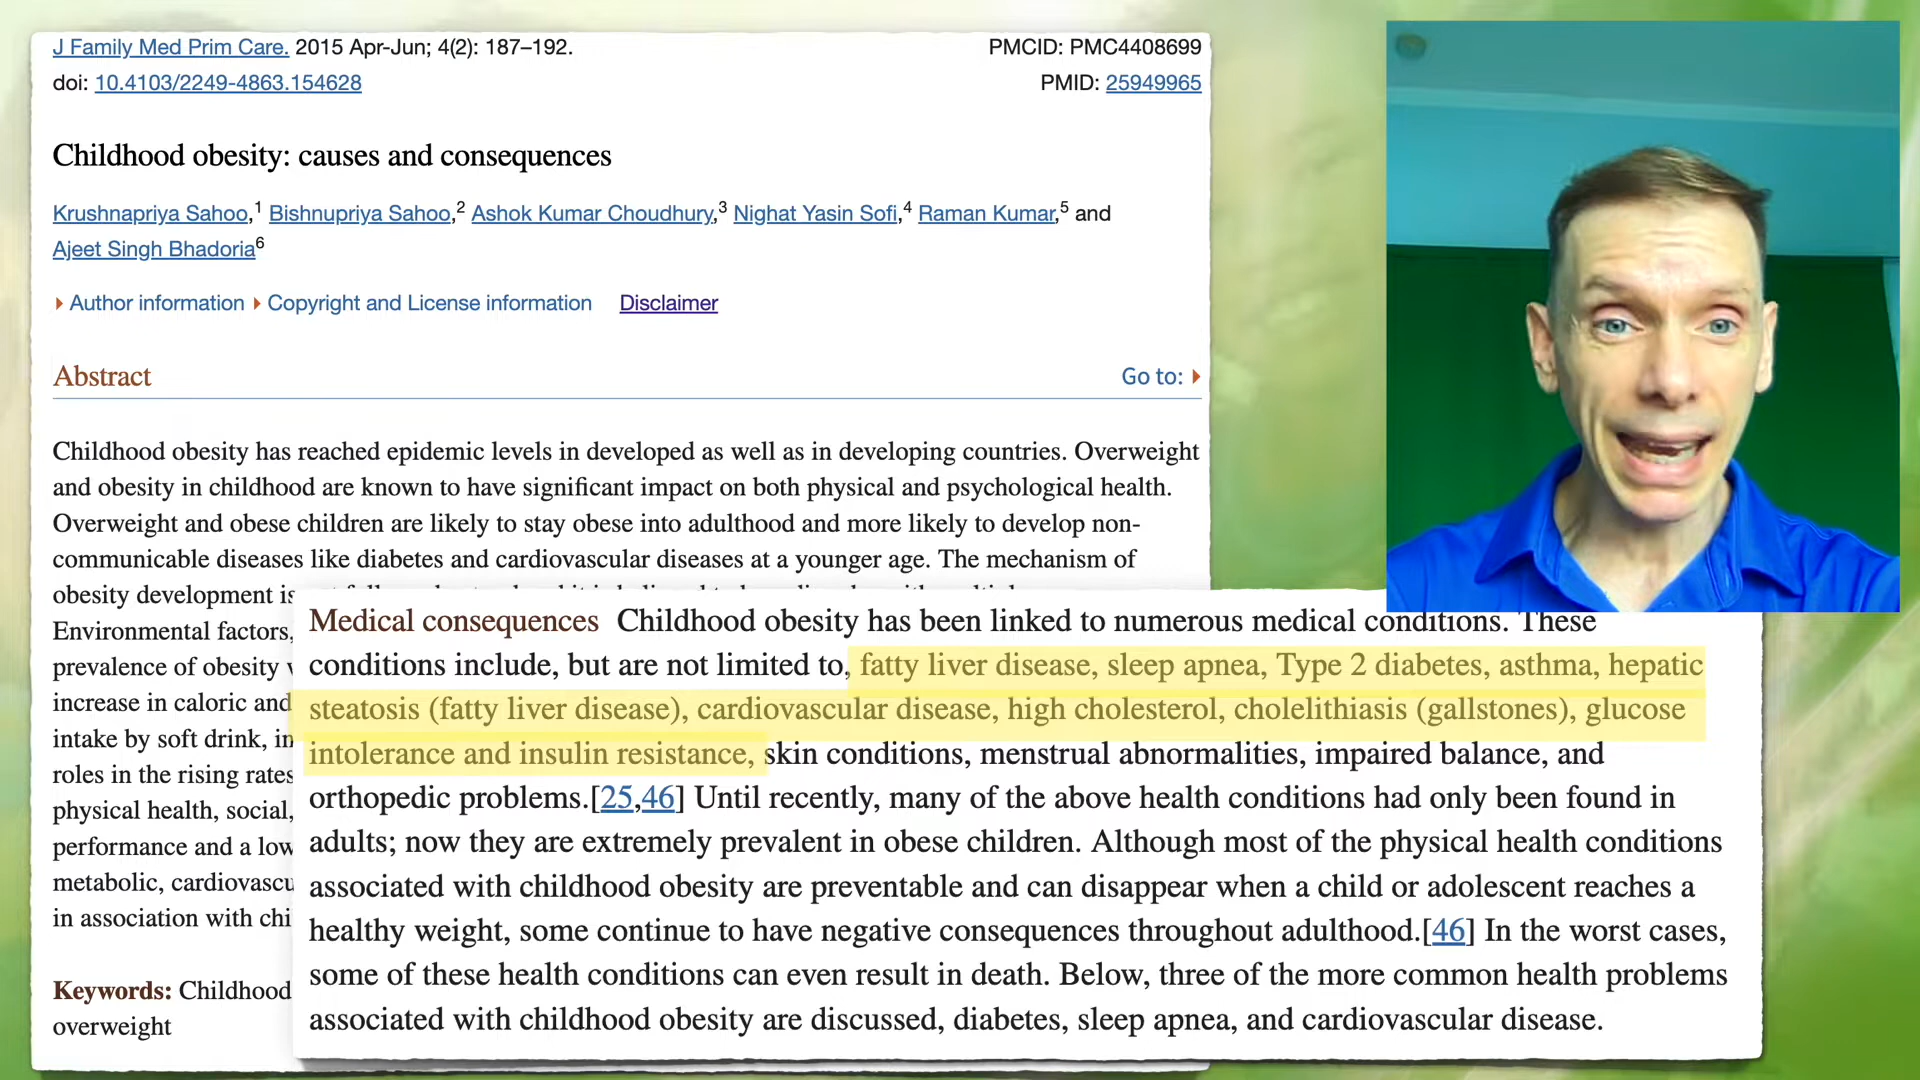 J Family Med Prim Care. 2015 Apr-Jun; 4(2): 187–192.
PMCID: PMC4408699
doi: 10.4103/2249-4863.154628
PMID: 25949965
Childhood obesity: causes and consequences
Krushnapriya Sahoo,1 Bishnupriya Sahoo,2 Ashok Kumar Choudhury,3 Nighat Yasin Sofi,4 Raman Kumar,5 and
Ajeet Singh Bhadoria6
Author information Copyright and License information Disclaimer
Abstract
Go to:
Childhood obesity has reached epidemic levels in developed as well as in developing countries. Overweight
and obesity in childhood are known to have significant impact on both physical and psychological health.
Overweight and obese children are likely to stay obese into adulthood and more likely to develop non-
communicable diseases like diabetes and cardiovascular diseases at a younger age. The mechanism of
obesity development is
Environmental factors,
prevalence of obesity
increase in caloric and
intake by soft drink,
roles in the rising rates
physical health, social,
performance and a low
metabolic,
in association with
Keywords: Childhood
overweight
Medical consequences Childhood obesity has been linked to numerous medical conditions. These
conditions include, but are not limited to, fatty liver disease, sleep apnea, Type 2 diabetes, asthma, hepatic
steatosis (fatty liver disease), cardiovascular disease, high cholesterol, cholelithiasis (gallstones), glucose
intolerance and insulin resistance, skin conditions, menstrual abnormalities, impaired balance, and
orthopedic problems.[25,46] Until recently, many of the above health conditions had only been found in
adults; now they are extremely prevalent in obese children. Although most of the physical health conditions
associated with childhood obesity are preventable and can disappear when a child or adolescent reaches a
healthy weight, some continue to have negative consequences throughout adulthood.[46] In the worst cases,
some of these health conditions can even result in death. Below, three of the more common health problems
associated with childhood obesity are discussed, diabetes, sleep apnea, and cardiovascular disease.